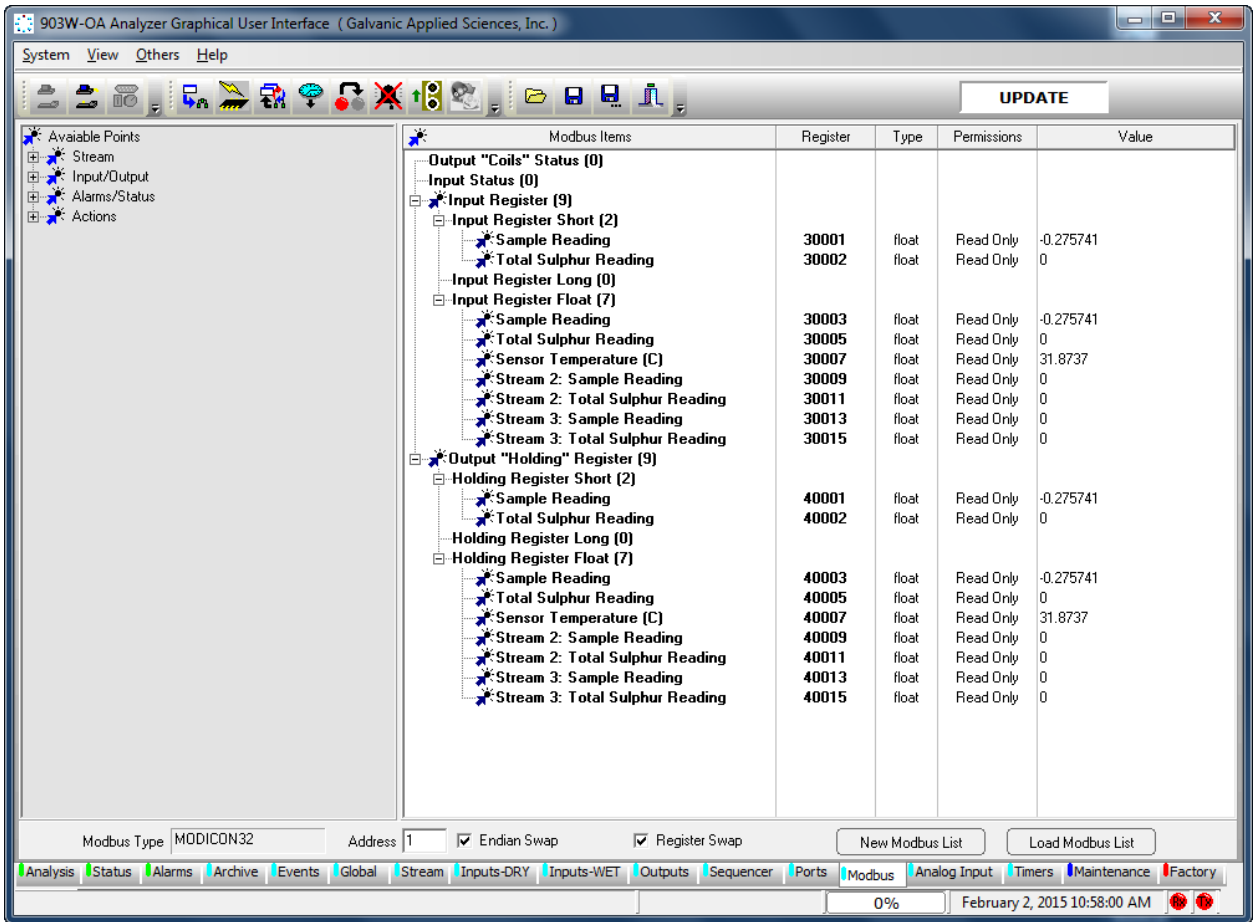 903W-OA Analyzer Graphical User Interface ( Galvanic Applied Sciences, Inc. )
System View Others Help
UPDATE
Avaiable Points
Stream
Input/Output
Alarms/Status
Actions
Modbus Items Register Type Permissions Value
Output "Coils" Status (0)
Input Status (0)
Input Register (9)
Input Register Short (2)
Sample Reading 30001 float Read Only -0.275741
Total Sulphur Reading 30002 float Read Only 0
Input Register Long (0)
Input Register Float (7)
Sample Reading 30003 float Read Only -0.275741
Total Sulphur Reading 30005 float Read Only 0
Sensor Temperature (C) 30007 float Read Only 31.8737
Stream 2: Sample Reading 30009 float Read Only 0
Stream 2: Total Sulphur Reading 30011 float Read Only 0
Stream 3: Sample Reading 30013 float Read Only 0
Stream 3: Total Sulphur Reading 30015 float Read Only 0
Output "Holding" Register (9)
Holding Register Short (2)
Sample Reading 40001 float Read Only -0.275741
Total Sulphur Reading 40002 float Read Only 0
Holding Register Long (0)
Holding Register Float (7)
Sample Reading 40003 float Read Only -0.275741
Total Sulphur Reading 40005 float Read Only 0
Sensor Temperature (C) 40007 float Read Only 31.8737
Stream 2: Sample Reading 40009 float Read Only 0
Stream 2: Total Sulphur Reading 40011 float Read Only 0
Stream 3: Sample Reading 40013 float Read Only 0
Stream 3: Total Sulphur Reading 40015 float Read Only 0
Modbus Type MODICON32 Address 1 Endian Swap Register Swap New Modbus List Load Modbus List
Analysis Status Alarms Archive Events Global Stream Inputs-DRY Inputs-WET Outputs Sequencer Ports Modbus Analog Input Timers Maintenance Factory
0% February 2, 2015 10:58:00 AM Rx Tx